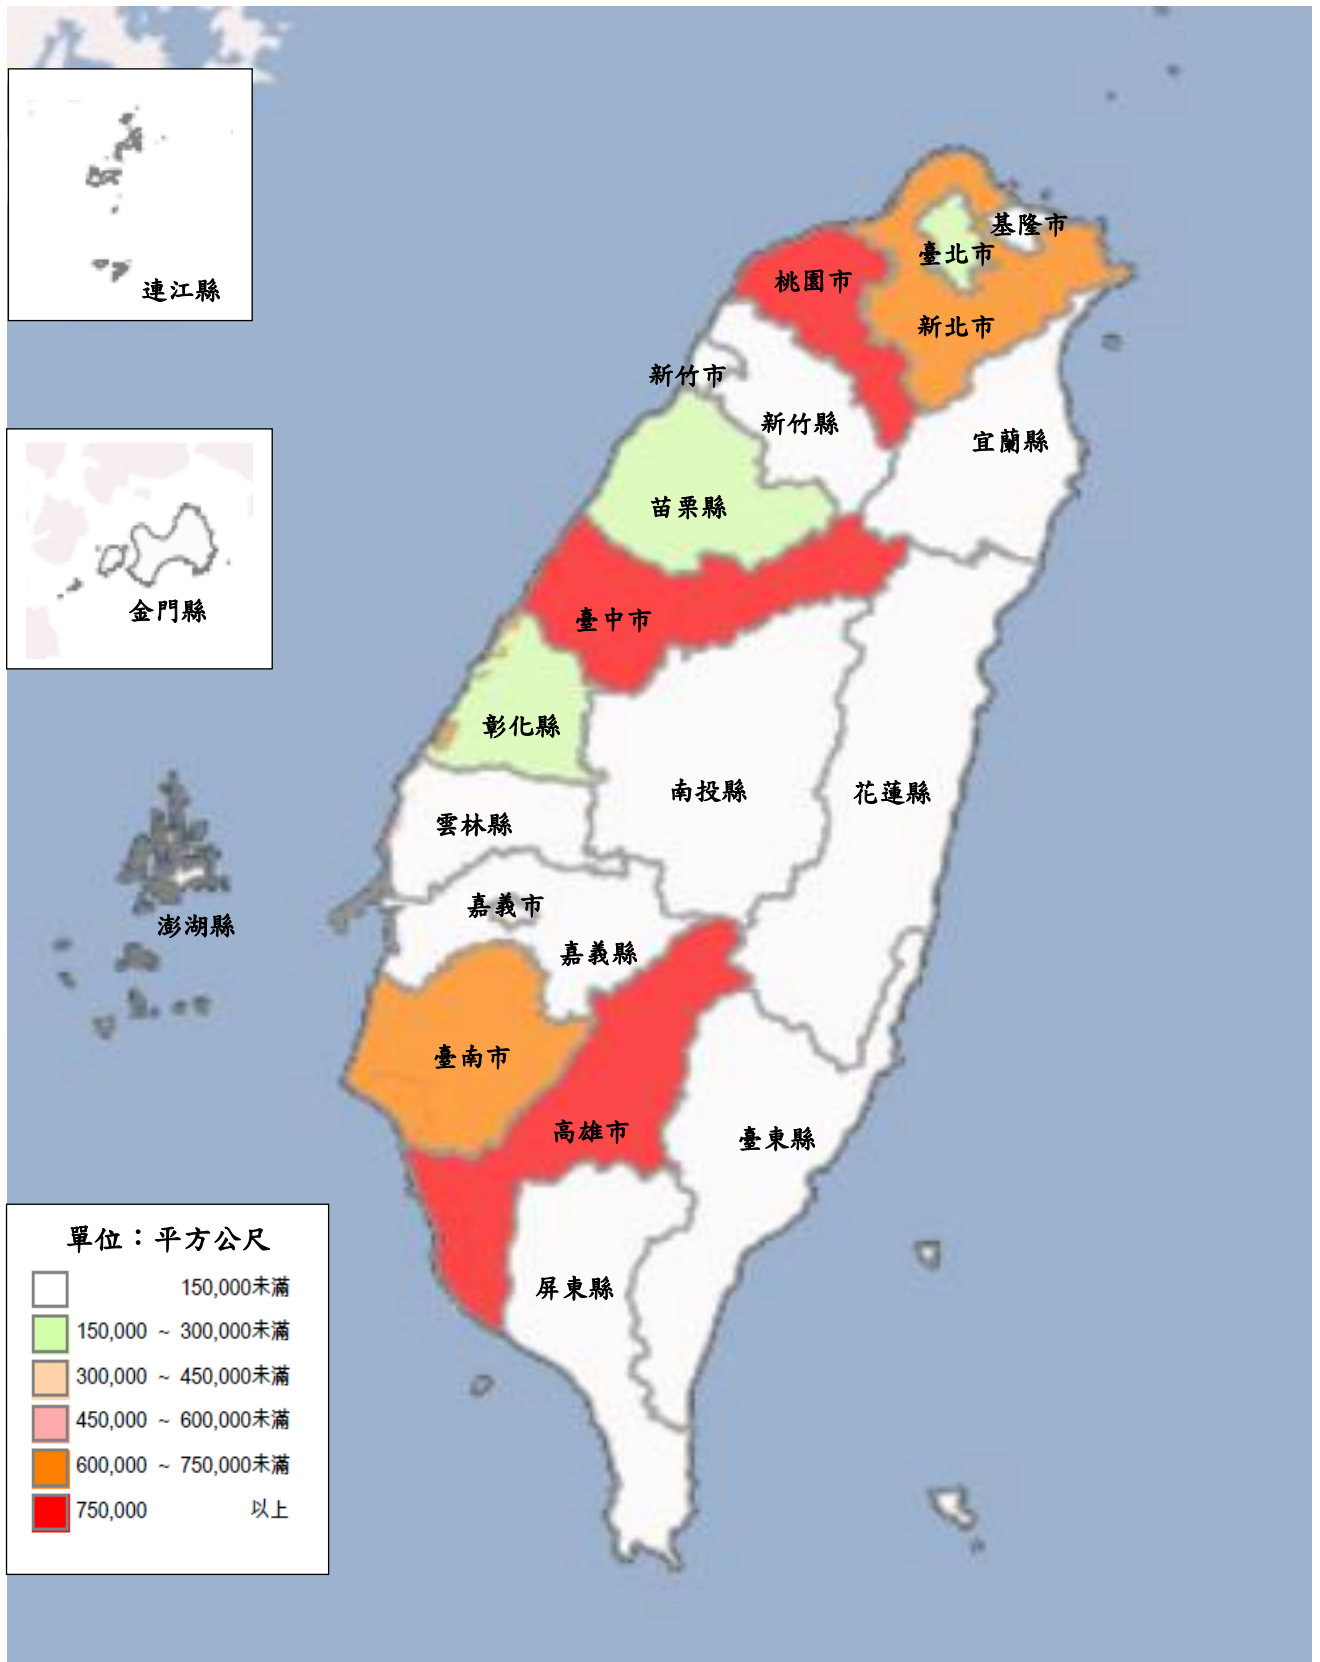 連江縣
基隆市
臺北市
桃園市
新北市
新竹市
新竹縣
宜蘭縣
苗栗縣
金門縣
臺中市
彰化縣
南投縣
花蓮縣
雲林縣
嘉義市
澎湖縣
嘉義縣
臺南市
高雄市
臺東縣
屏東縣
單位：平方公尺
150,000未滿
150,000 ~ 300,000未滿
300,000 ~ 450,000未滿
450,000 ~ 600,000未滿
600,000 ~ 750,000未滿
750,000 以上